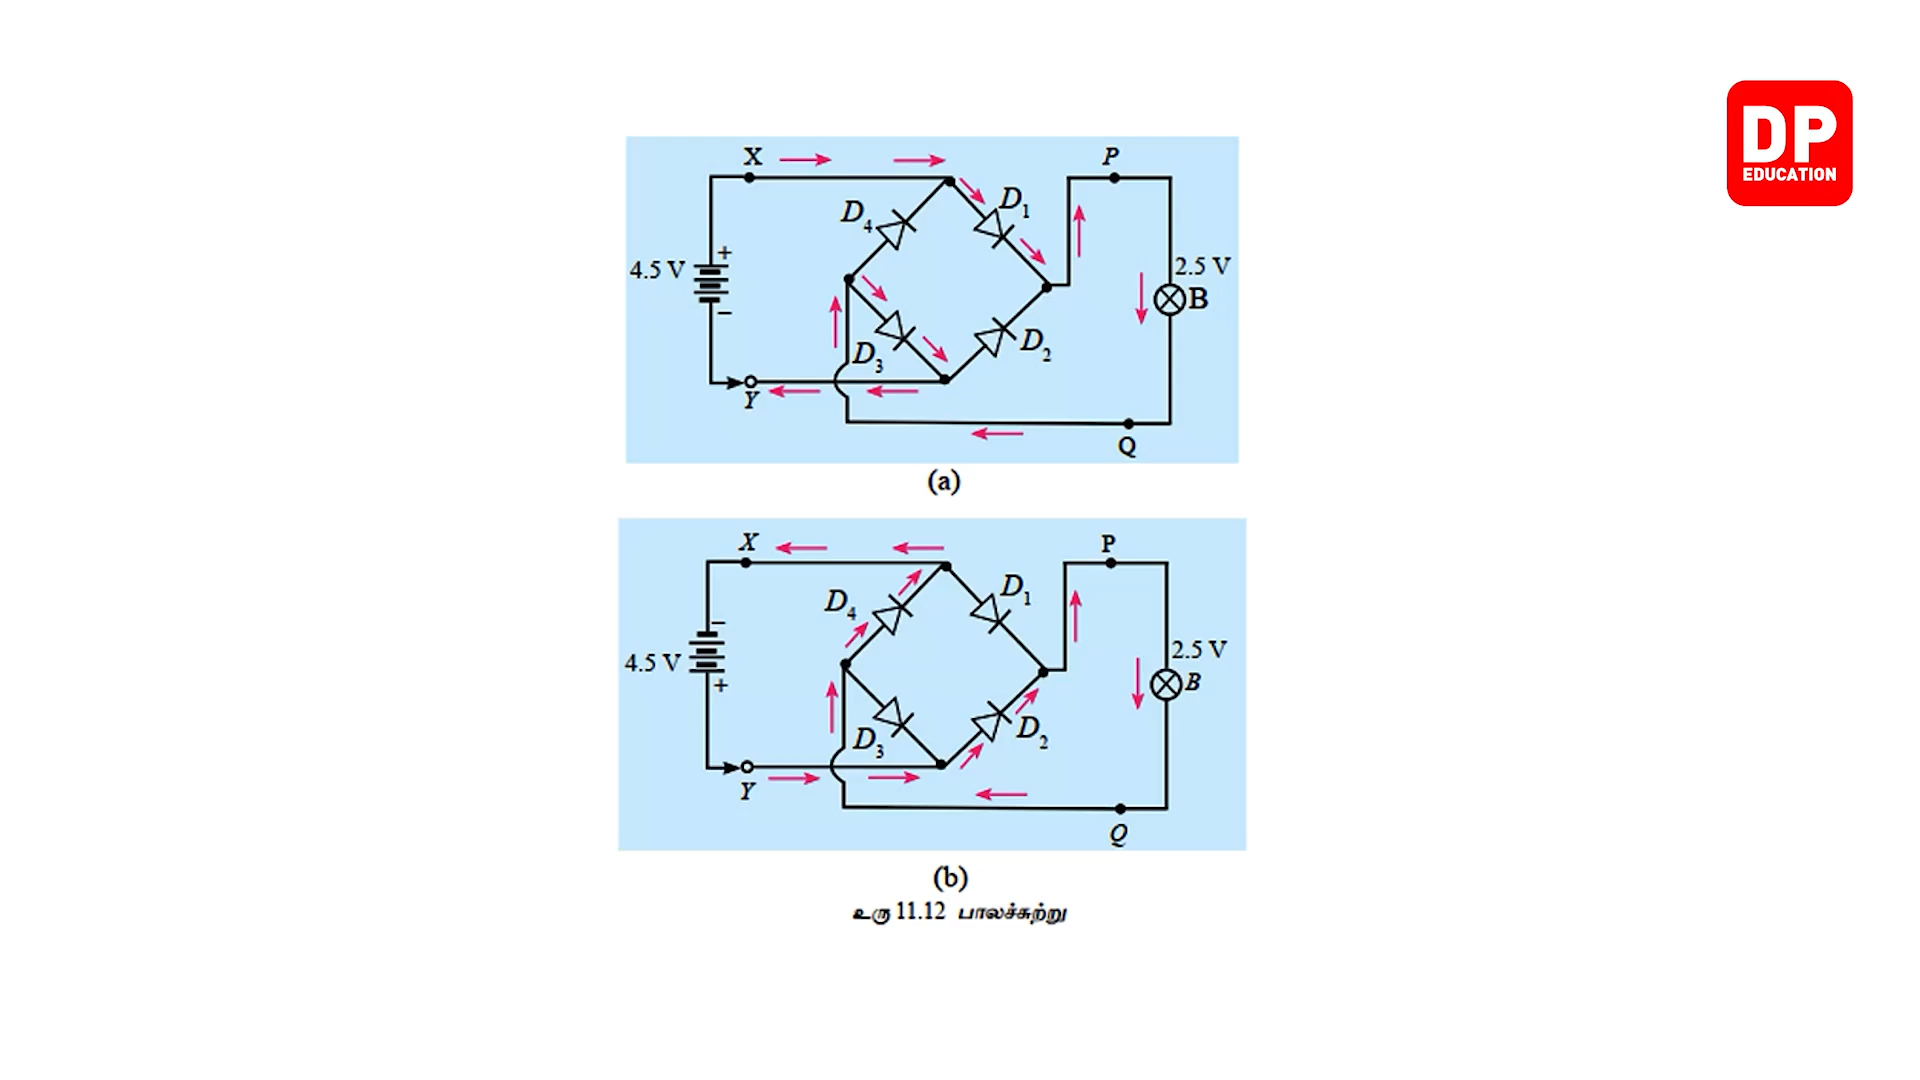 DP
EDUCATION
X
P
D4
D1
4.5 V
+
−
2.5 V
B
D3
D2
Y
Q
(a)
X
P
D4
D1
4.5 V
−
+
2.5 V
B
D3
D2
Y
Q
(b)
உரு 11.12 பாலச்சுற்று